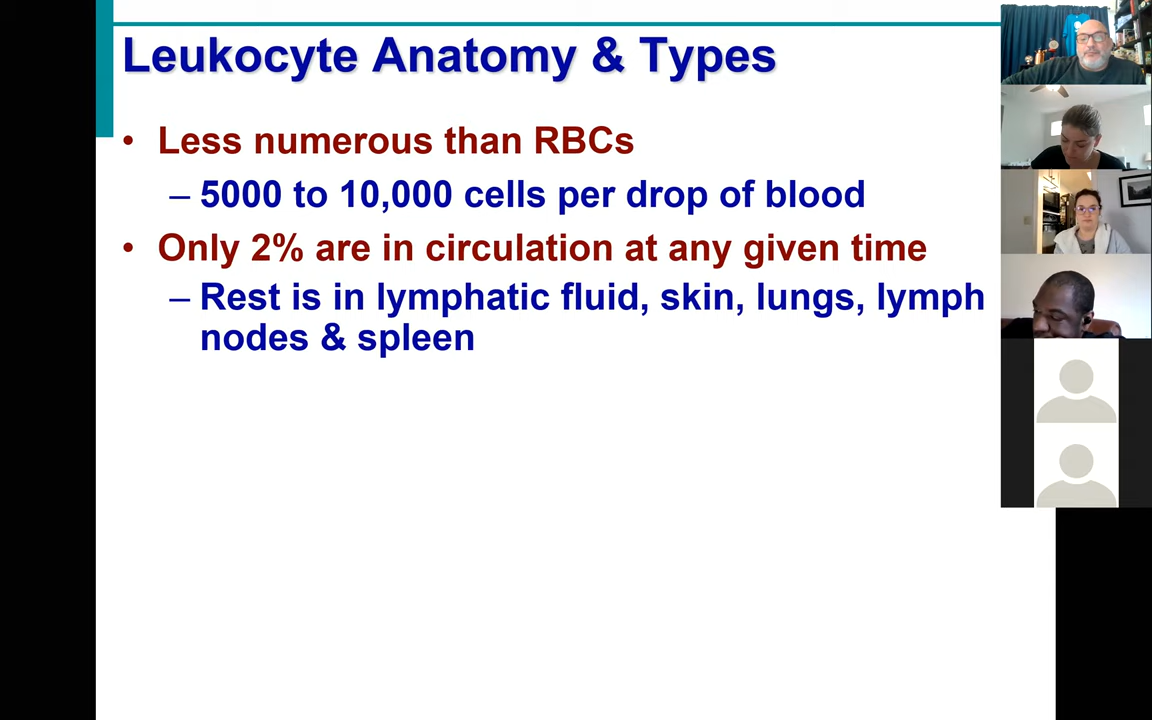 Leukocyte Anatomy & Types
• Less numerous than RBCs
– 5000 to 10,000 cells per drop of blood
• Only 2% are in circulation at any given time
– Rest is in lymphatic fluid, skin, lungs, lymph
nodes & spleen